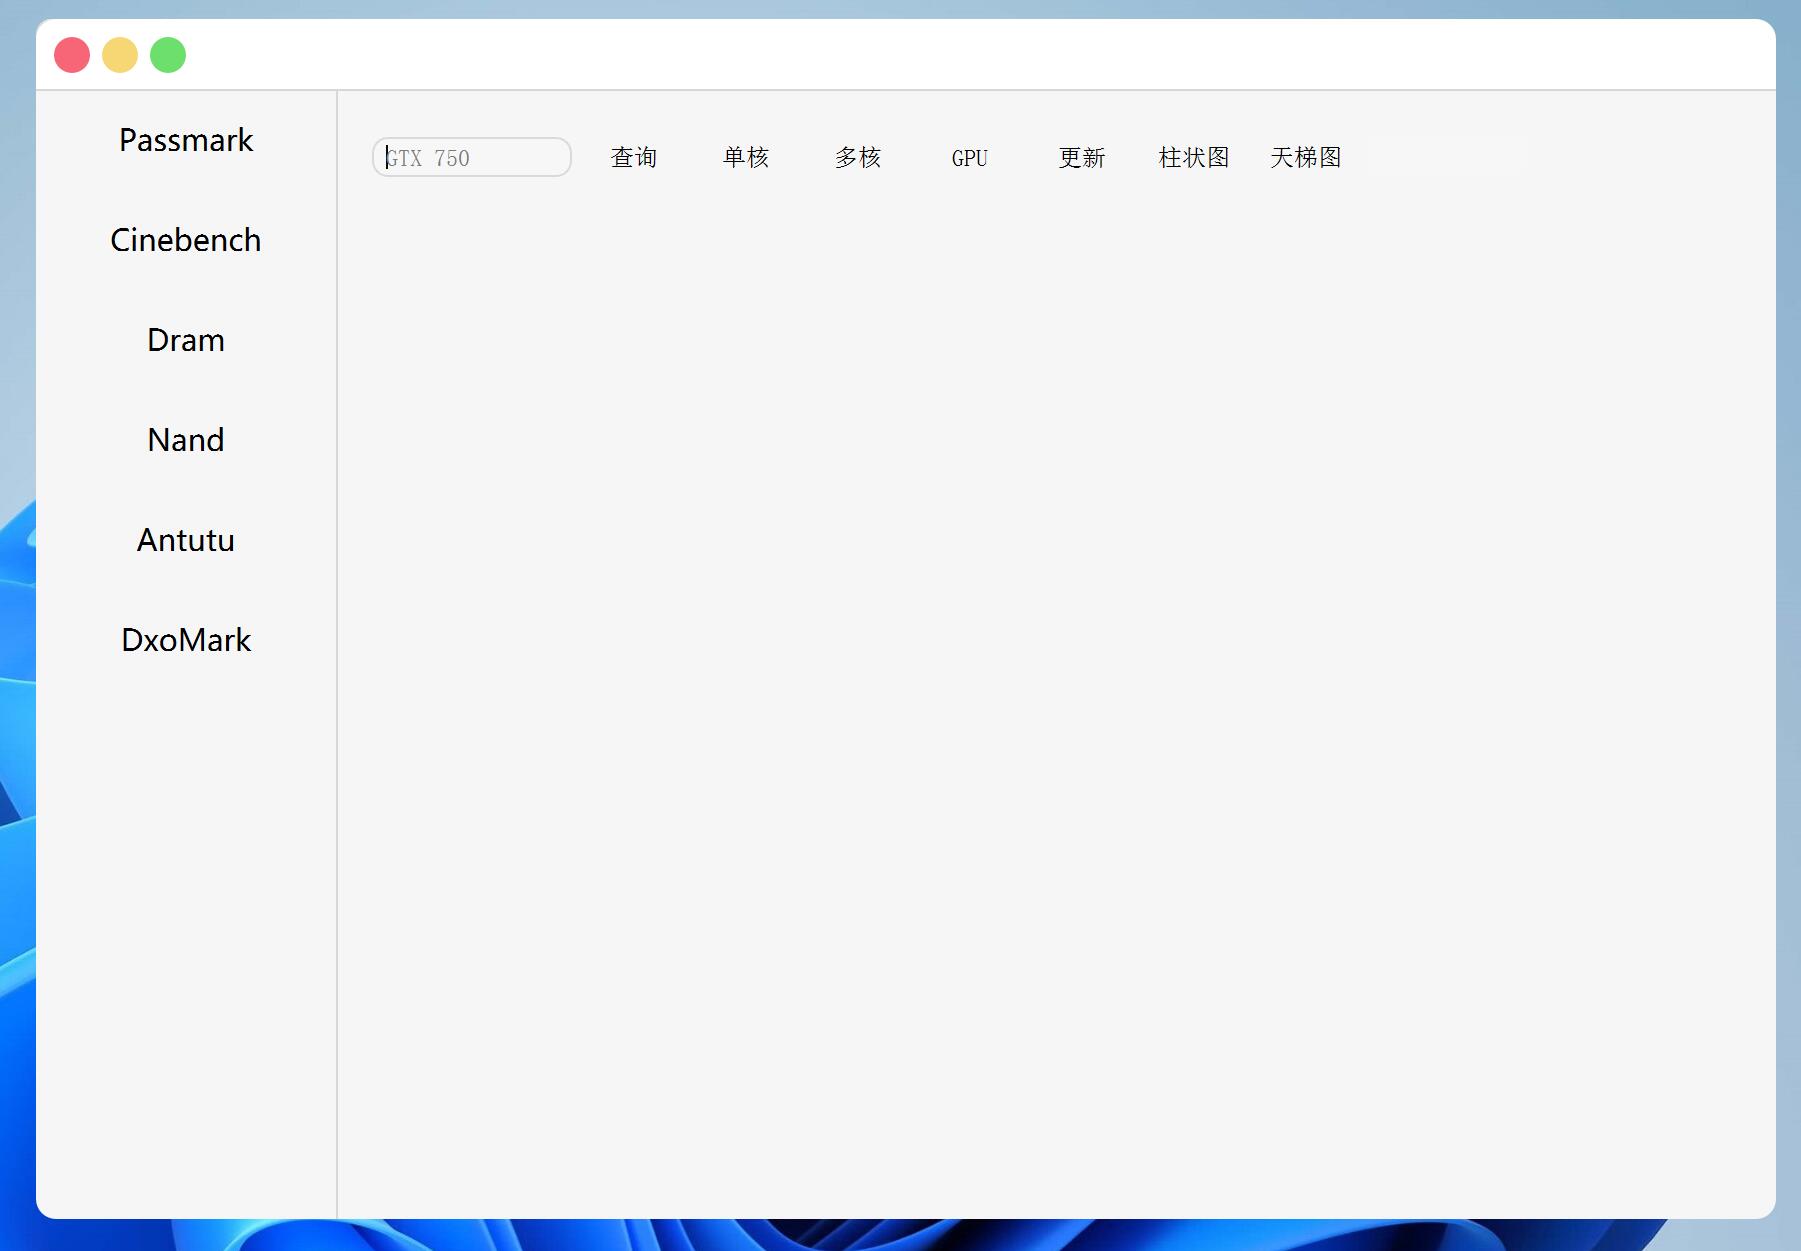 Passmark
GTX 750 查询 单核 多核 GPU 更新 柱状图 天梯图
Cinebench
Dram
Nand
Antutu
DxoMark